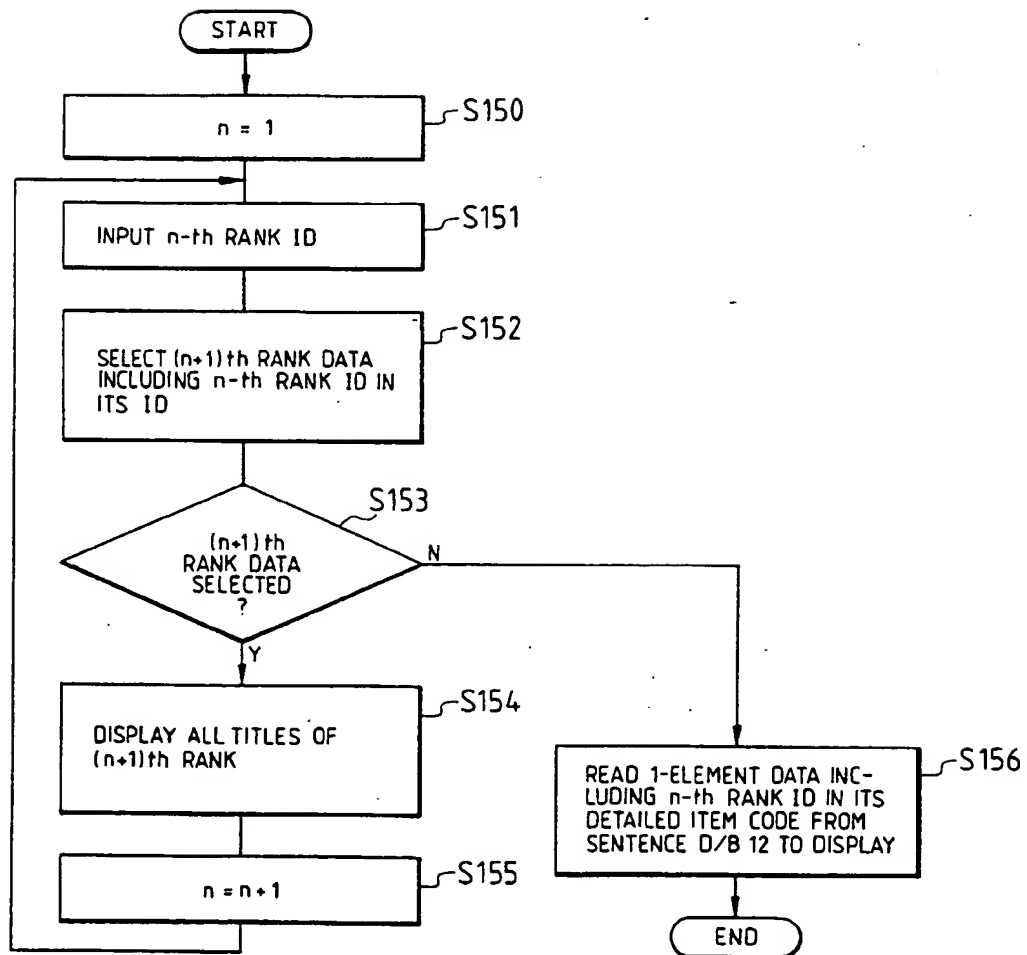 START
n = 1
S150
INPUT n-th RANK ID
S151
SELECT (n+1)th RANK DATA
INCLUDING n-th RANK ID IN
ITS ID
S152
(n+1)th
RANK DATA
SELECTED
?
S153
N
Y
DISPLAY ALL TITLES OF
(n+1)th RANK
S154
n = n+1
S155
READ 1-ELEMENT DATA INC-
LUDING n-th RANK ID IN ITS
DETAILED ITEM CODE FROM
SENTENCE D/B 12 TO DISPLAY
S156
END